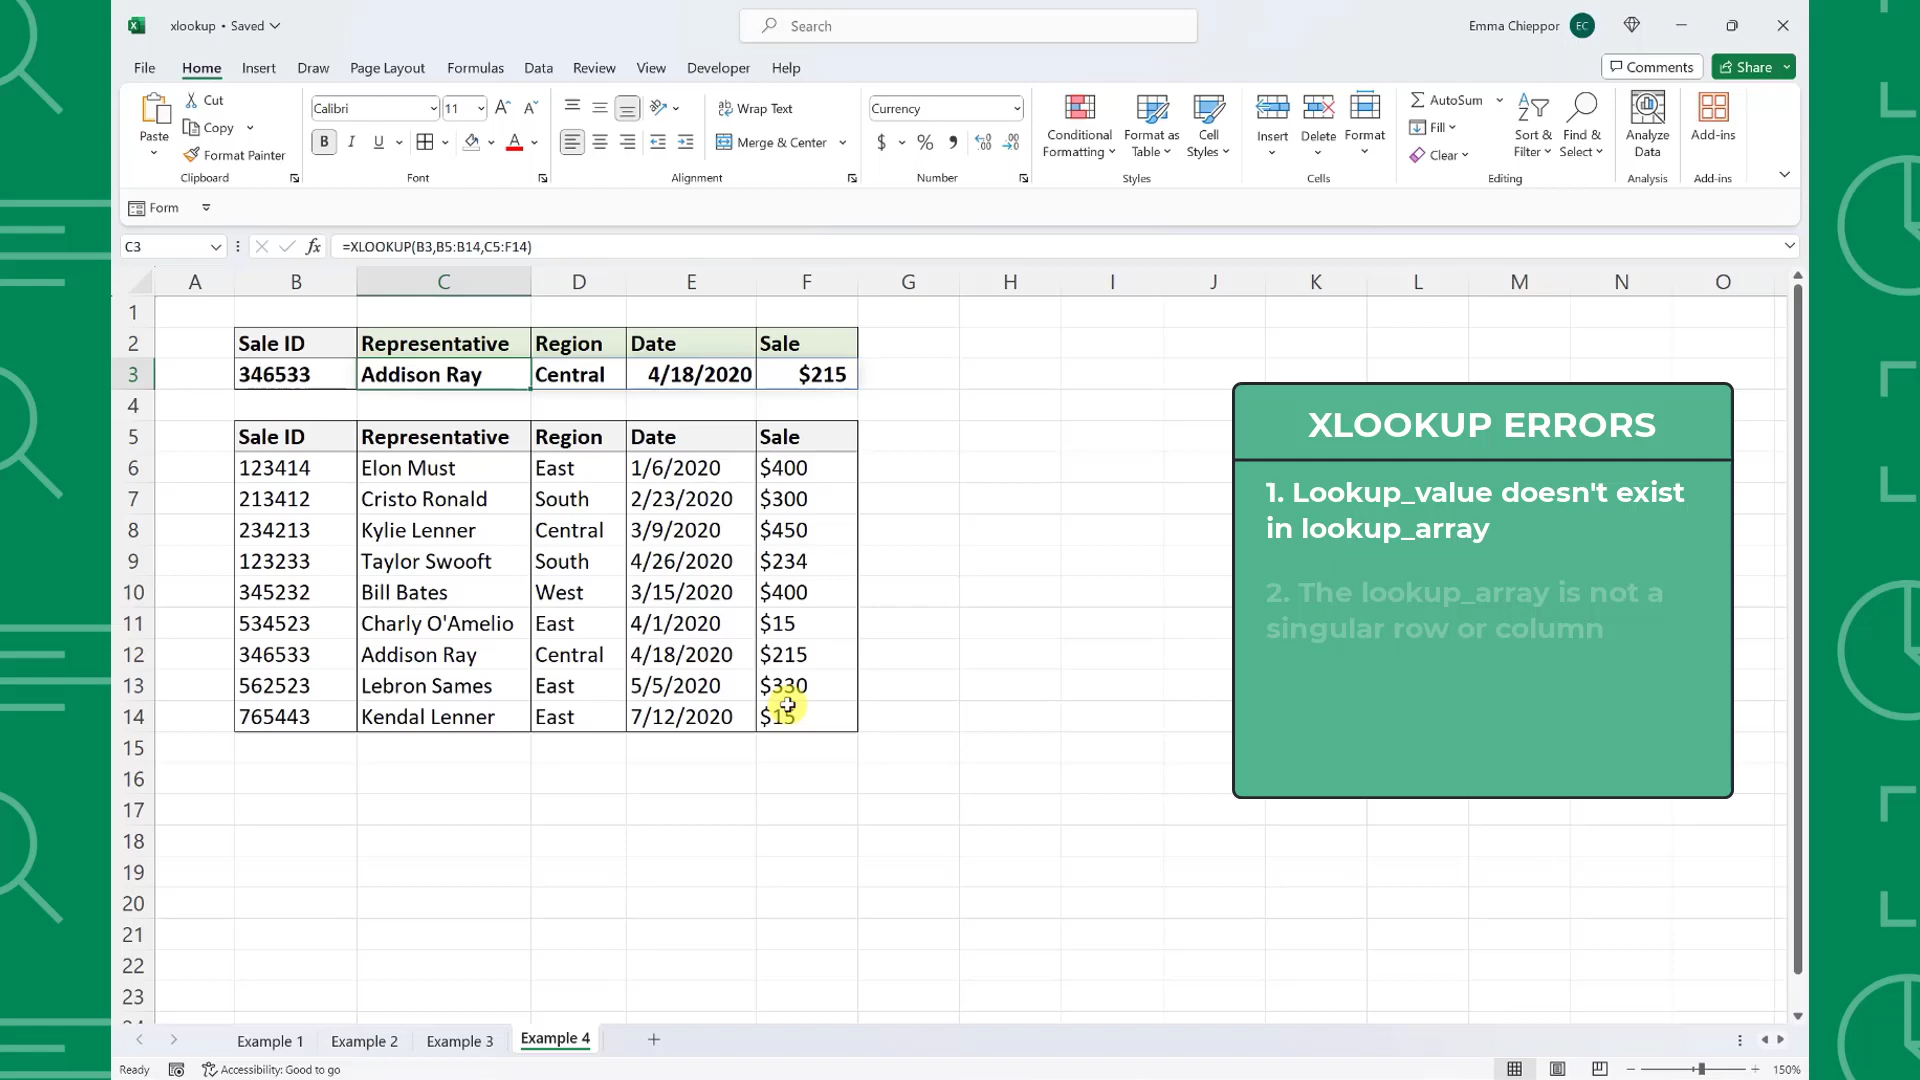 xlookup • Saved
Search
Emma Chieppor EC
File Home Insert Draw Page Layout Formulas Data Review View Developer Help
Comments Share
Paste
Cut
Copy
Format Painter
Clipboard
Calibri 11
B I U
Font
Wrap Text
Merge & Center
Alignment
Currency
$ % ,
Number
Conditional Formatting
Format as Table
Cell Styles
Styles
Insert Delete Format
Cells
AutoSum
Fill
Clear
Sort & Filter
Find & Select
Editing
Analyze Data
Analysis
Add-ins
Add-ins
Form
C3 fx =XLOOKUP(B3,B5:B14,C5:F14)
A B C D E F G H I J K L M N O
1
2 Sale ID Representative Region Date Sale
3 346533 Addison Ray Central 4/18/2020 $215
4
5 Sale ID Representative Region Date Sale
6 123414 Elon Must East 1/6/2020 $400
7 213412 Cristo Ronald South 2/23/2020 $300
8 234213 Kylie Lenner Central 3/9/2020 $450
9 123233 Taylor Swooft South 4/26/2020 $234
10 345232 Bill Bates West 3/15/2020 $400
11 534523 Charly O'Amelio East 4/1/2020 $15
12 346533 Addison Ray Central 4/18/2020 $215
13 562523 Lebron Sames East 5/5/2020 $330
14 765443 Kendal Lenner East 7/12/2020 $15
15
16
17
18
19
20
21
22
23
XLOOKUP ERRORS
1. Lookup_value doesn't exist
in lookup_array
2. The lookup_array is not a
singular row or column
Example 1 Example 2 Example 3 Example 4
Ready Accessibility: Good to go 150%